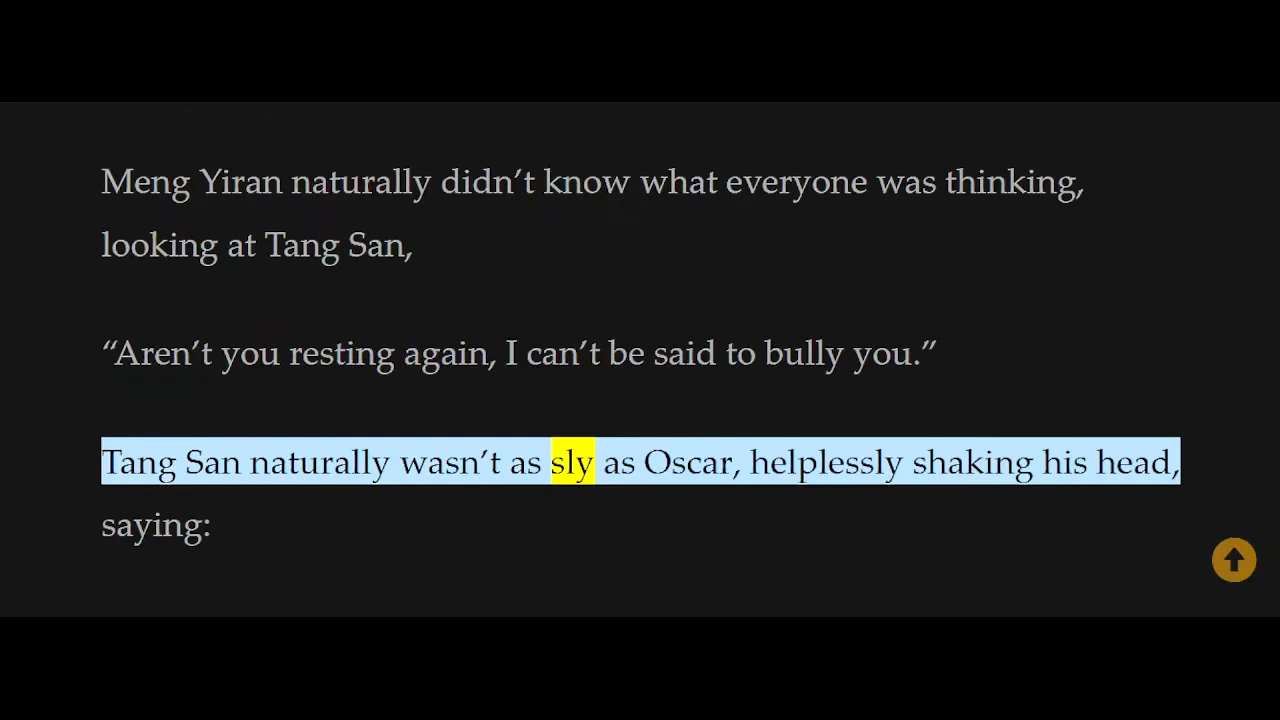 Meng Yiran naturally didn’t know what everyone was thinking,
looking at Tang San,
“Aren’t you resting again, I can’t be said to bully you.”
Tang San naturally wasn’t as sly as Oscar, helplessly shaking his head,
saying: